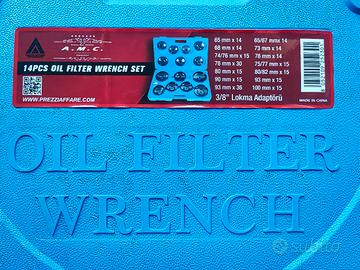 A.M.C.
14PCS OIL FILTER WRENCH SET
WWW.PREZZIAFFARE.COM
65 mm x 14
68 mm x 14
74/76 mm x 15
76 mm x 30
80 mm x 15
90 mm x 15
93 mm x 36
65/67 mm x 14
73 mm x 14
76 mm x 14
75/77 mm x 15
80/82 mm x 15
93 mm x 15
100 mm x 15
3/8" Lokma Adaptörü
MADE IN CHINA
OIL FILTER
WRENCH
subito